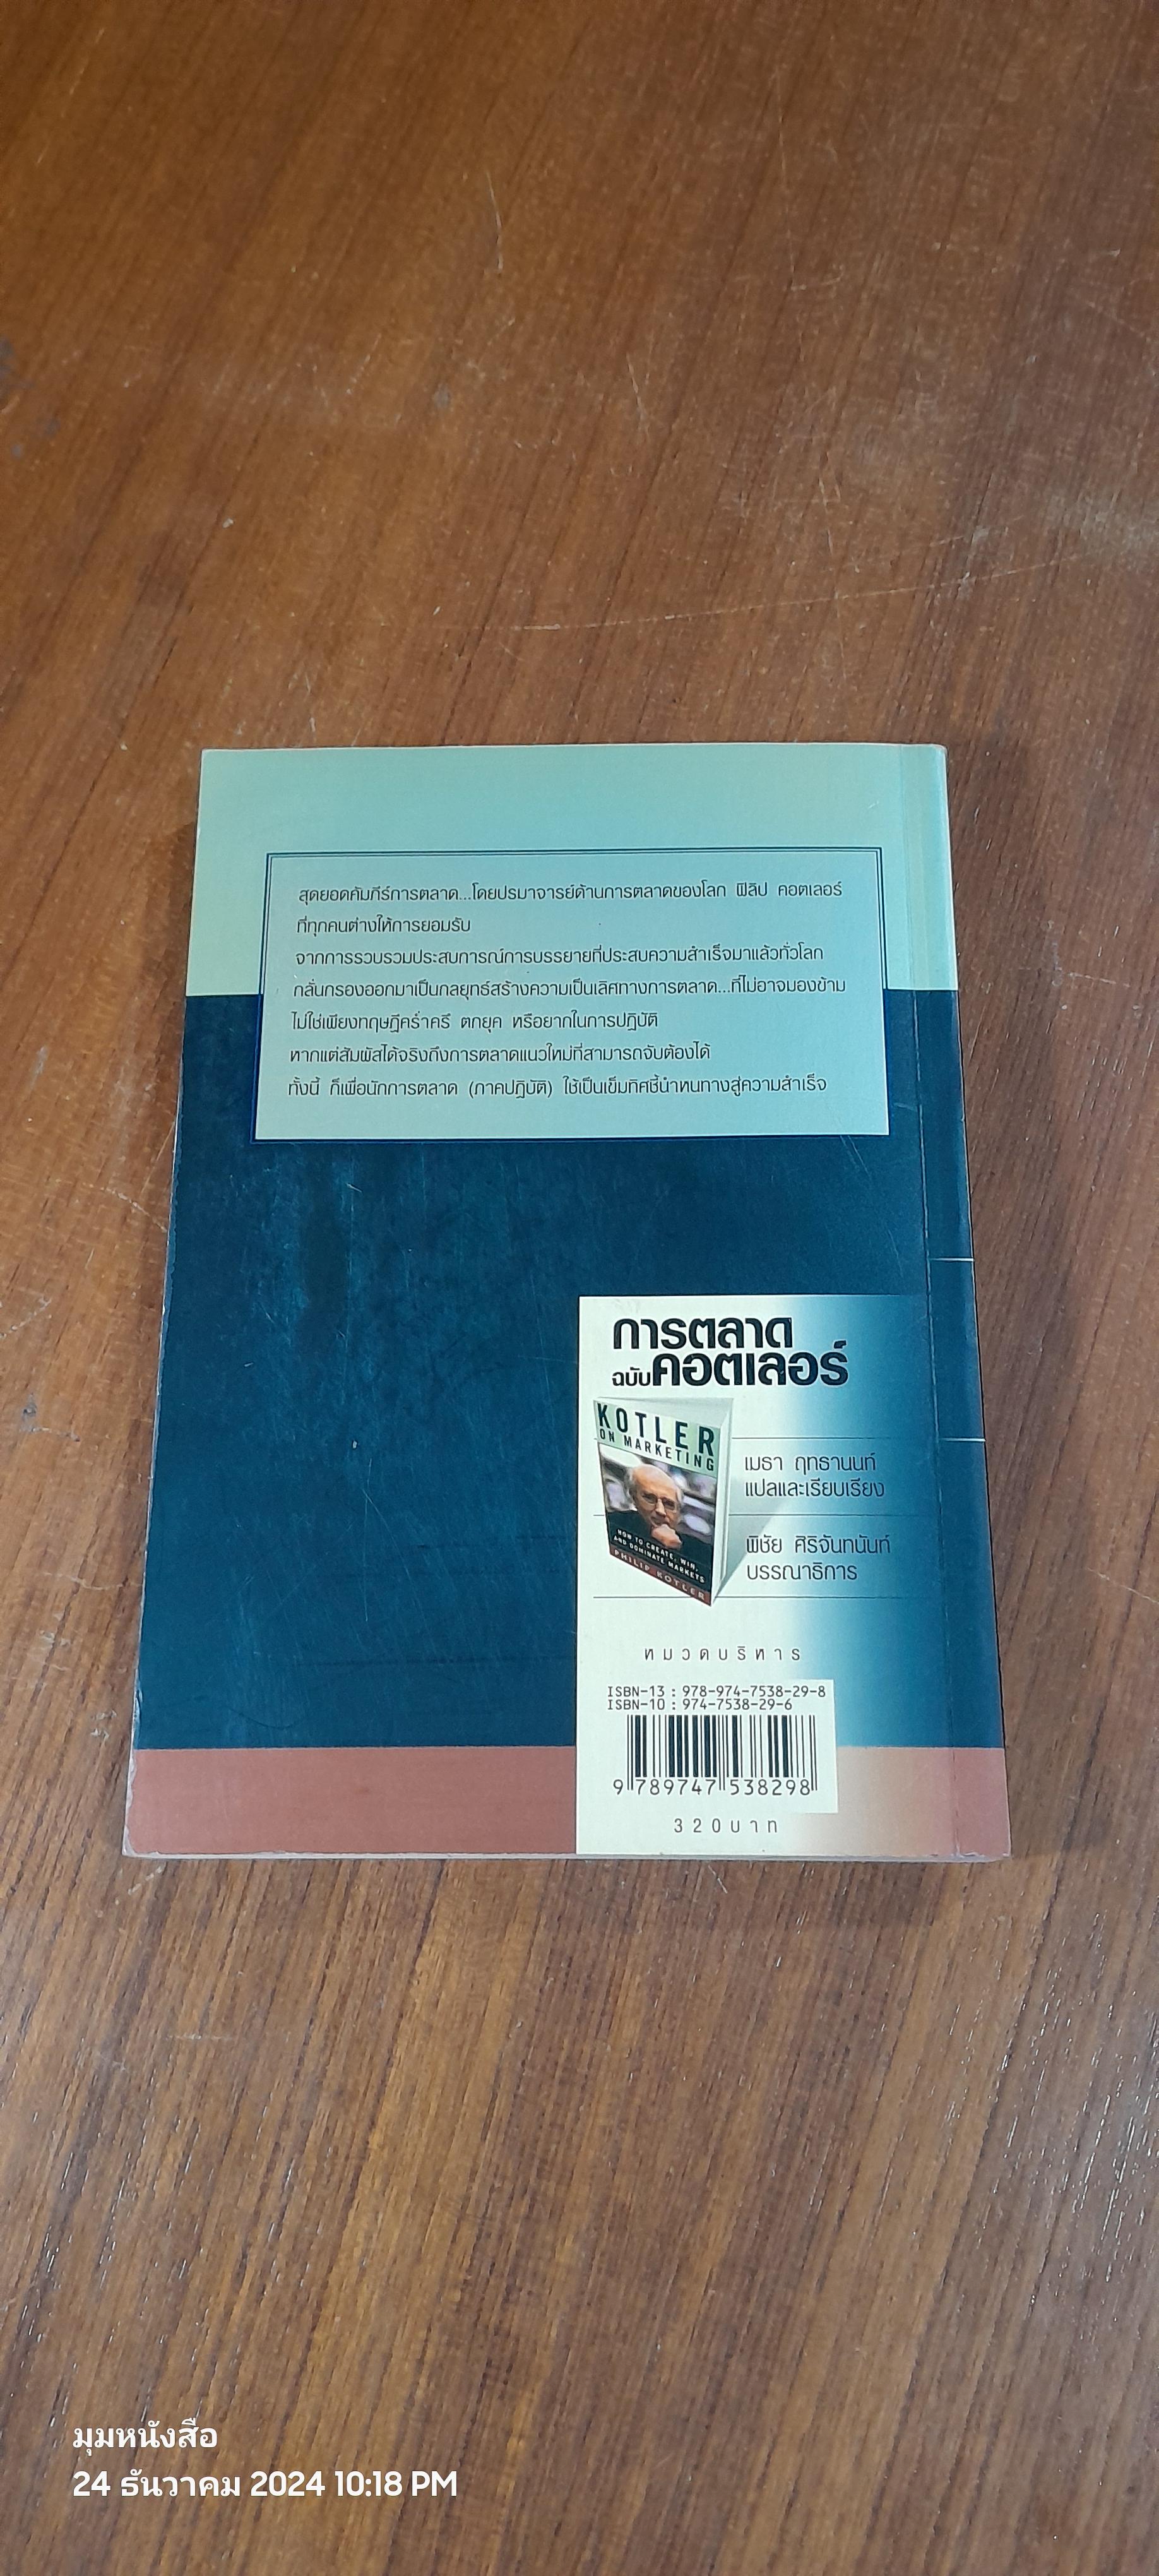 สุดยอดคัมภีร์การตลาด...โดยปรมาจารย์ด้านการตลาดของโลก ฟิลิป คอตเลอร์
ที่ทุกคนต่างให้การยอมรับ
จากการรวบรวมประสบการณ์การบรรยายที่ประสบความสำเร็จมาแล้วทั่วโลก
กลั่นกรองออกมาเป็นกลยุทธ์สร้างความเป็นเลิศทางการตลาด...ที่ไม่อาจมองข้าม
ไม่ใช่เพียงทฤษฎีคร่ำครึ ตกยุค หรือยากในการปฏิบัติ
หากแต่สัมผัสได้จริงถึงการตลาดแนวใหม่ที่สามารถจับต้องได้
ทั้งนี้ ก็เพื่อนักการตลาด (ภาคปฏิบัติ) ใช้เป็นเข็มทิศชี้นำหนทางสู่ความสำเร็จ
การตลาด
ฉบับคอตเลอร์
KOTLER
ON MARKETING
HOW TO CREATE, WIN,
AND DOMINATE MARKETS
PHILIP KOTLER
เมธา ฤทธานนท์
แปลและเรียบเรียง
พิชัย ศิริจันทนันท์
บรรณาธิการ
หมวดบริหาร
ISBN-13 : 978-974-7538-29-8
ISBN-10 : 974-7538-29-6
9 789747 538298
320บาท
มุมหนังสือ
24 ธันวาคม 2024 10:18 PM